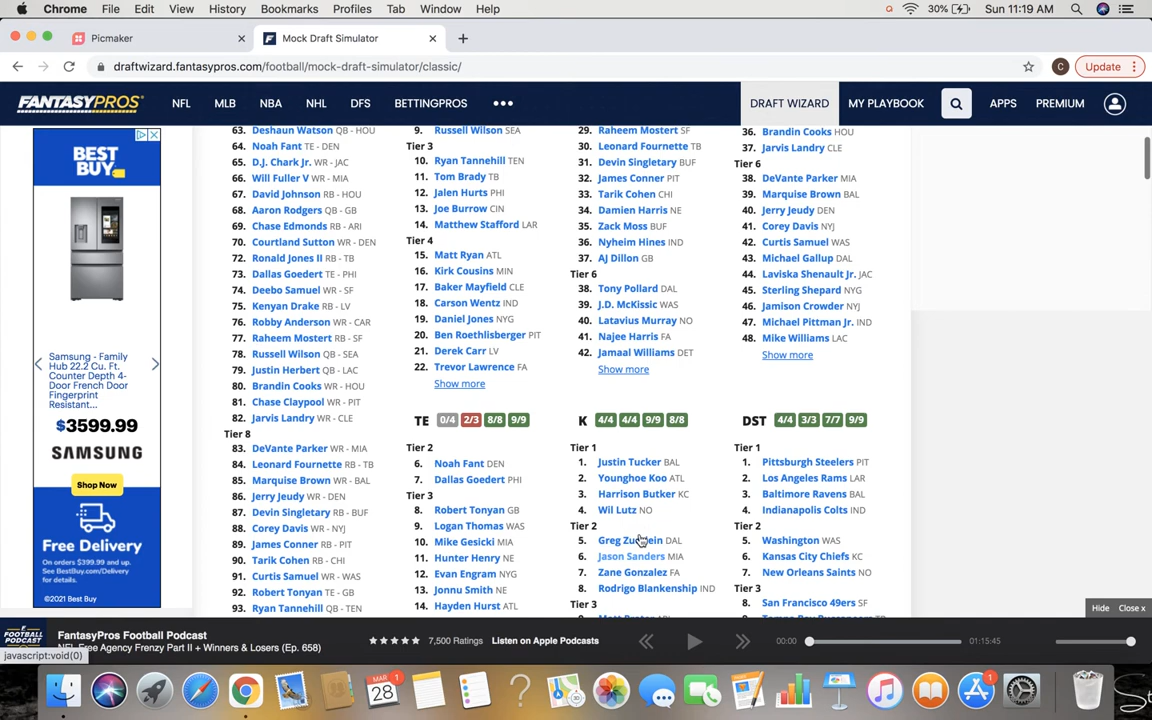 Chrome File Edit View History Bookmarks Profiles Tab Window Help 30% Sun 11:19 AM
Picmaker
Mock Draft Simulator
draftwizard.fantasypros.com/football/mock-draft-simulator/classic/
C Update
FANTASYPROS NFL MLB NBA NHL DFS BETTINGPROS ••• DRAFT WIZARD MY PLAYBOOK APPS PREMIUM
BEST BUY
Samsung - Family Hub 22.2 Cu. Ft. Counter Depth 4-Door French Door Fingerprint Resistant...
$3599.99
SAMSUNG
Shop Now
Free Delivery
On orders $399.99 and up. See BestBuy.com/Delivery for details.
©2021 Best Buy
63. Deshaun Watson QB - HOU
64. Noah Fant TE - DEN
65. D.J. Chark Jr. WR - JAC
66. Will Fuller V WR - MIA
67. David Johnson RB - HOU
68. Aaron Rodgers QB - GB
69. Chase Edmonds RB - ARI
70. Courtland Sutton WR - DEN
72. Ronald Jones II RB - TB
73. Dallas Goedert TE - PHI
74. Deebo Samuel WR - SF
75. Kenyan Drake RB - LV
76. Robby Anderson WR - CAR
77. Raheem Mostert RB - SF
78. Russell Wilson QB - SEA
79. Justin Herbert QB - LAC
80. Brandin Cooks WR - HOU
81. Chase Claypool WR - PIT
82. Jarvis Landry WR - CLE
Tier 8
83. DeVante Parker WR - MIA
84. Leonard Fournette RB - TB
85. Marquise Brown WR - BAL
86. Jerry Jeudy WR - DEN
87. Devin Singletary RB - BUF
88. Corey Davis WR - NYJ
89. James Conner RB - PIT
90. Tarik Cohen RB - CHI
91. Curtis Samuel WR - WAS
92. Robert Tonyan TE - GB
93. Ryan Tannehill QB - TEN
9. Russell Wilson SEA
Tier 3
10. Ryan Tannehill TEN
11. Tom Brady TB
12. Jalen Hurts PHI
13. Joe Burrow CIN
14. Matthew Stafford LAR
Tier 4
15. Matt Ryan ATL
16. Kirk Cousins MIN
17. Baker Mayfield CLE
18. Carson Wentz IND
19. Daniel Jones NYG
20. Ben Roethlisberger PIT
21. Derek Carr LV
22. Trevor Lawrence FA
Show more
29. Raheem Mostert SF
30. Leonard Fournette TB
31. Devin Singletary BUF
32. James Conner PIT
33. Tarik Cohen CHI
34. Damien Harris NE
35. Zack Moss BUF
36. Nyheim Hines IND
37. AJ Dillon GB
Tier 6
38. Tony Pollard DAL
39. J.D. McKissic WAS
40. Latavius Murray NO
41. Najee Harris FA
42. Jamaal Williams DET
Show more
36. Brandin Cooks HOU
37. Jarvis Landry CLE
Tier 6
38. DeVante Parker MIA
39. Marquise Brown BAL
40. Jerry Jeudy DEN
41. Corey Davis NYJ
42. Curtis Samuel WAS
43. Michael Gallup DAL
44. Laviska Shenault Jr. JAC
45. Sterling Shepard NYG
46. Jamison Crowder NYJ
47. Michael Pittman Jr. IND
48. Mike Williams LAC
Show more
TE 0/4 2/3 8/8 9/9
Tier 2
6. Noah Fant DEN
7. Dallas Goedert PHI
Tier 3
8. Robert Tonyan GB
9. Logan Thomas WAS
10. Mike Gesicki MIA
11. Hunter Henry NE
12. Evan Engram NYG
13. Jonnu Smith NE
14. Hayden Hurst ATL
K 4/4 4/4 9/9 8/8
Tier 1
1. Justin Tucker BAL
2. Younghoe Koo ATL
3. Harrison Butker KC
4. Wil Lutz NO
Tier 2
5. Greg DAL
6. Jason Sanders MIA
7. Zane Gonzalez FA
8. Rodrigo Blankenship IND
Tier 3
DST 4/4 3/3 7/7 9/9
Tier 1
1. Pittsburgh Steelers PIT
2. Los Angeles Rams LAR
3. Baltimore Ravens BAL
4. Indianapolis Colts IND
Tier 2
5. Washington WAS
6. Kansas City Chiefs KC
7. New Orleans Saints NO
Tier 3
8. San Francisco 49ers SF
Hide Close x
FOOTBALL PODCAST
FantasyPros Football Podcast
NFL Free Agency Frenzy Part II + Winners & Losers (Ep. 658)
7,500 Ratings Listen on Apple Podcasts
00:00 01:15:45
javascript:void(0)
MAR 1
28
1